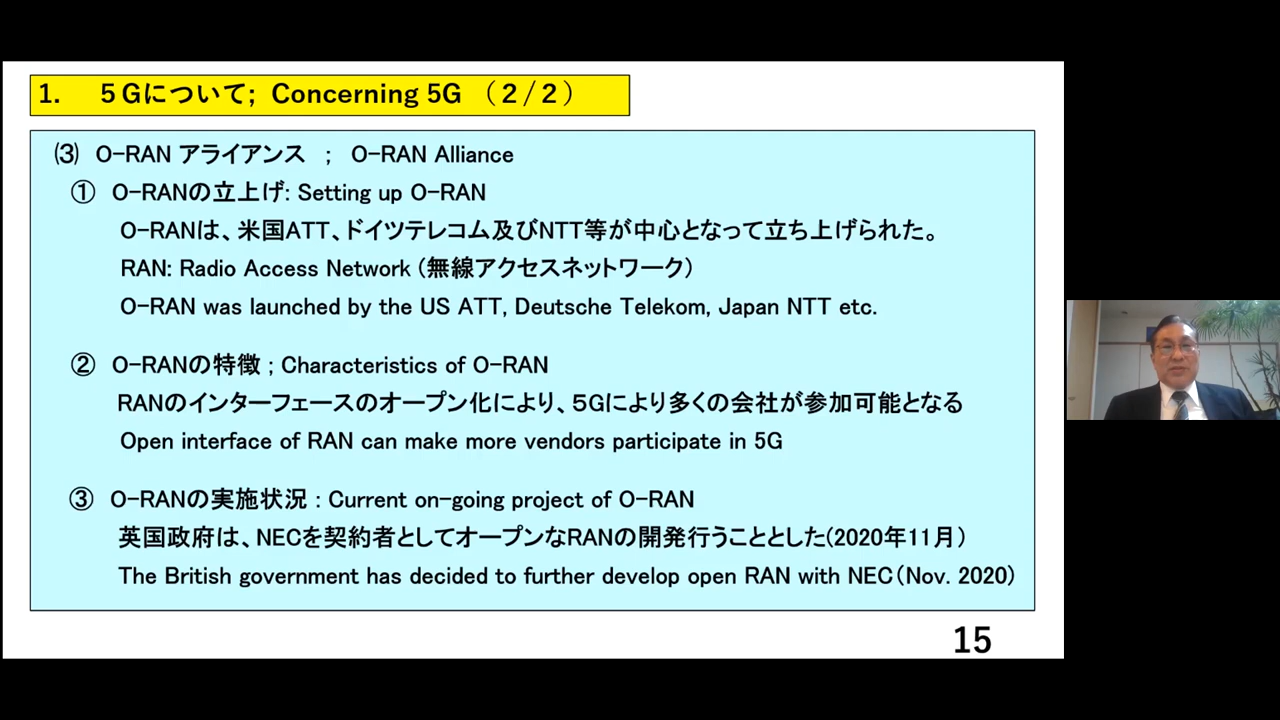 1. 5Gについて; Concerning 5G （2/2）
⑶ O-RAN アライアンス ; O-RAN Alliance
① O-RANの立上げ: Setting up O-RAN
O-RANは、米国ATT、ドイツテレコム及びNTT等が中心となって立ち上げられた。
RAN: Radio Access Network (無線アクセスネットワーク)
O-RAN was launched by the US ATT, Deutsche Telekom, Japan NTT etc.
② O-RANの特徴 ; Characteristics of O-RAN
RANのインターフェースのオープン化により、5Gにより多くの会社が参加可能となる
Open interface of RAN can make more vendors participate in 5G
③ O-RANの実施状況 : Current on-going project of O-RAN
英国政府は、NECを契約者としてオープンなRANの開発行うこととした(2020年11月)
The British government has decided to further develop open RAN with NEC(Nov. 2020)
15